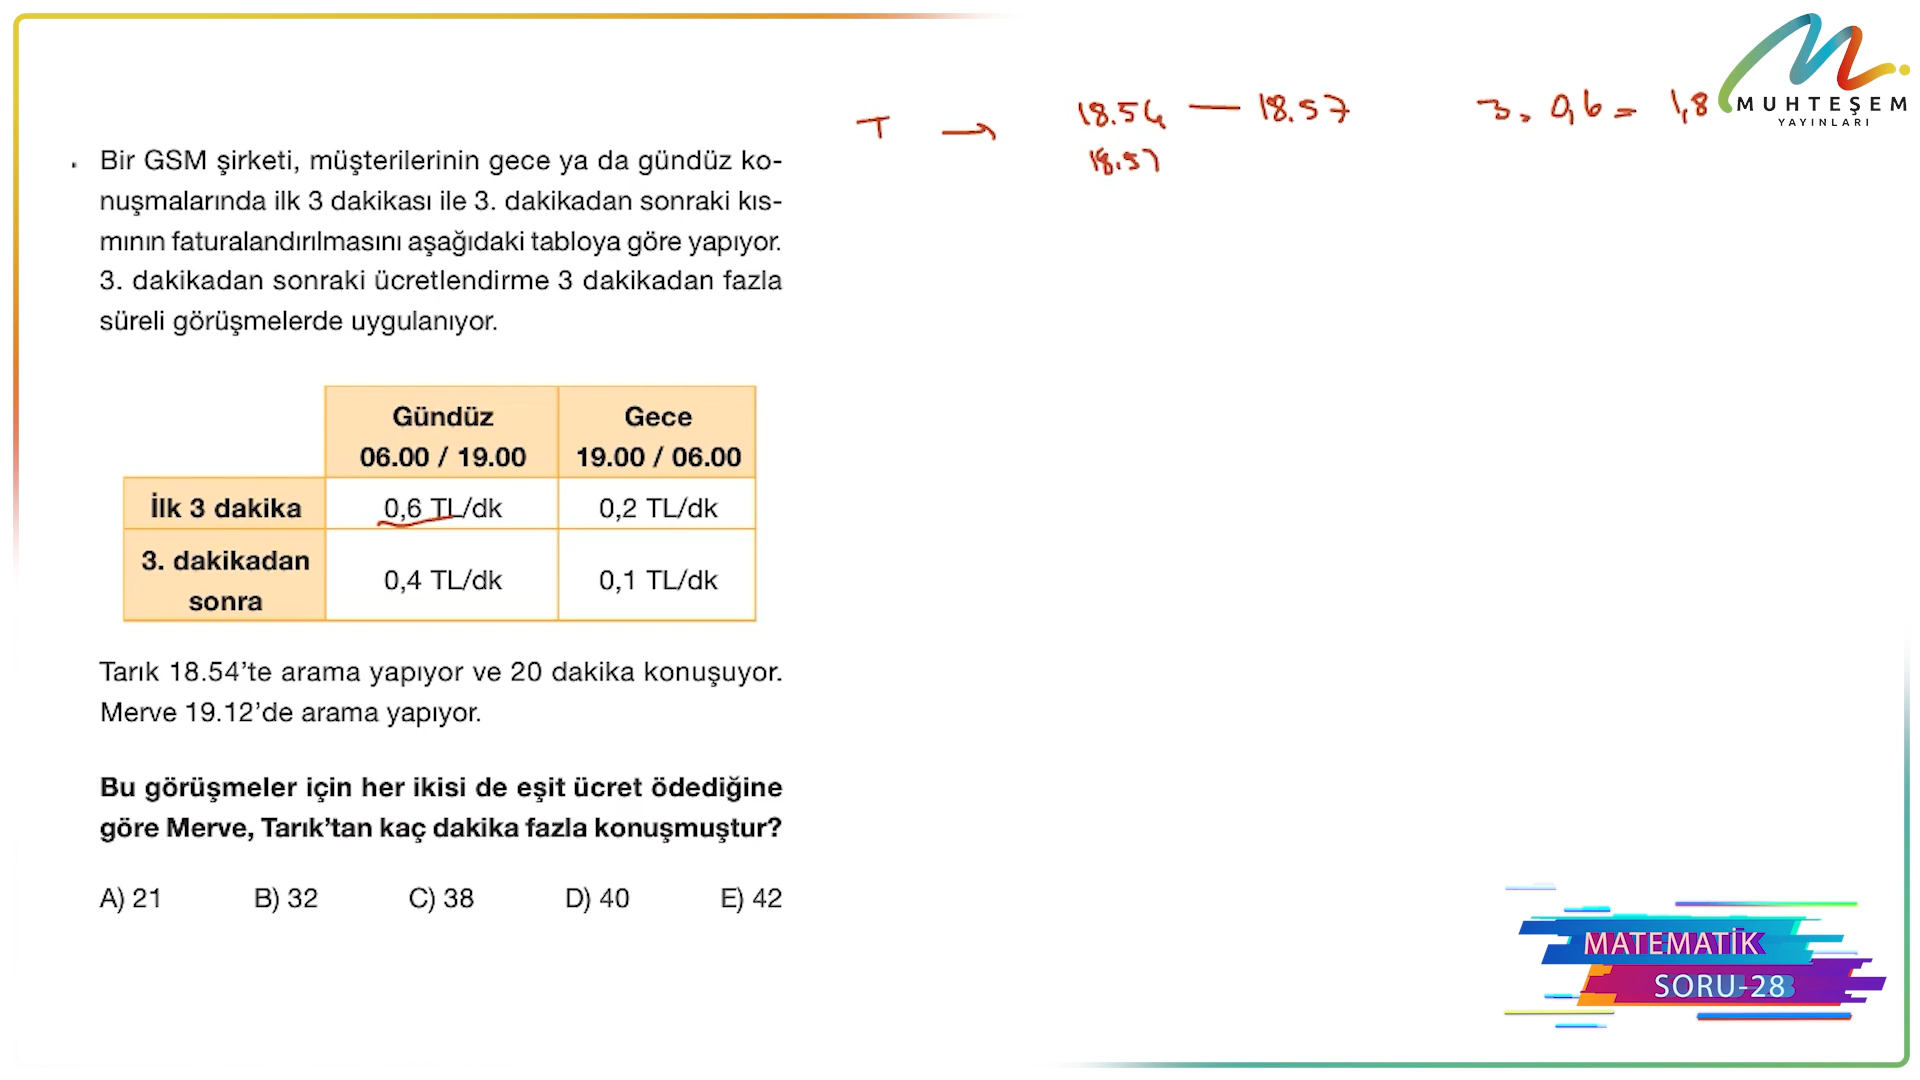 MUHTEŞEM
YAYINLARI
T → 18.54 — 18.57 3. 0,6 = 1,8
18.57
Bir GSM şirketi, müşterilerinin gece ya da gündüz ko-
nuşmalarında ilk 3 dakikası ile 3. dakikadan sonraki kıs-
mının faturalandırılmasını aşağıdaki tabloya göre yapıyor.
3. dakikadan sonraki ücretlendirme 3 dakikadan fazla
süreli görüşmelerde uygulanıyor.
Gündüz Gece
06.00 / 19.00 19.00 / 06.00
İlk 3 dakika 0,6 TL/dk 0,2 TL/dk
3. dakikadan
sonra 0,4 TL/dk 0,1 TL/dk
Tarık 18.54’te arama yapıyor ve 20 dakika konuşuyor.
Merve 19.12’de arama yapıyor.
Bu görüşmeler için her ikisi de eşit ücret ödediğine
göre Merve, Tarık’tan kaç dakika fazla konuşmuştur?
A) 21 B) 32 C) 38 D) 40 E) 42
MATEMATİK
SORU-28